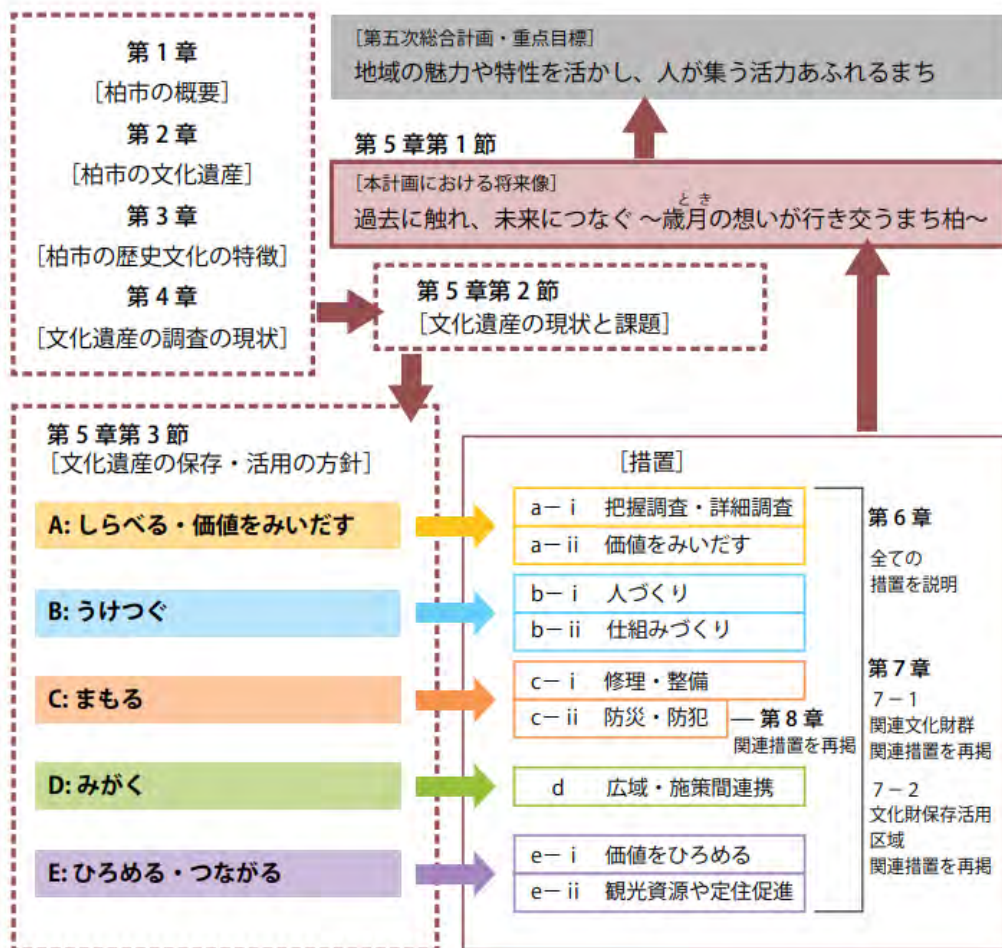 第1章
［柏市の概要］
第2章
［柏市の文化遺産］
第3章
［柏市の歴史文化の特徴］
第4章
［文化遺産の調査の現状］
［第五次総合計画・重点目標］
地域の魅力や特性を活かし、人が集う活力あふれるまち
第5章第1節
［本計画における将来像］
とき
過去に触れ、未来につなぐ ～歳月の想いが行き交うまち柏～
第5章第2節
［文化遺産の現状と課題］
第5章第3節
［文化遺産の保存・活用の方針］
A: しらべる・価値をみいだす
B: うけつぐ
C: まもる
D: みがく
E: ひろめる・つながる
［措置］
a－ⅰ 把握調査・詳細調査
a－ⅱ 価値をみいだす
b－ⅰ 人づくり
b－ⅱ 仕組みづくり
c－ⅰ 修理・整備
c－ⅱ 防災・防犯
— 第8章
関連措置を再掲
d 広域・施策間連携
e－ⅰ 価値をひろめる
e－ⅱ 観光資源や定住促進
第6章
全ての
措置を説明
第7章
7－1
関連文化財群
関連措置を再掲
7－2
文化財保存活用
区域
関連措置を再掲